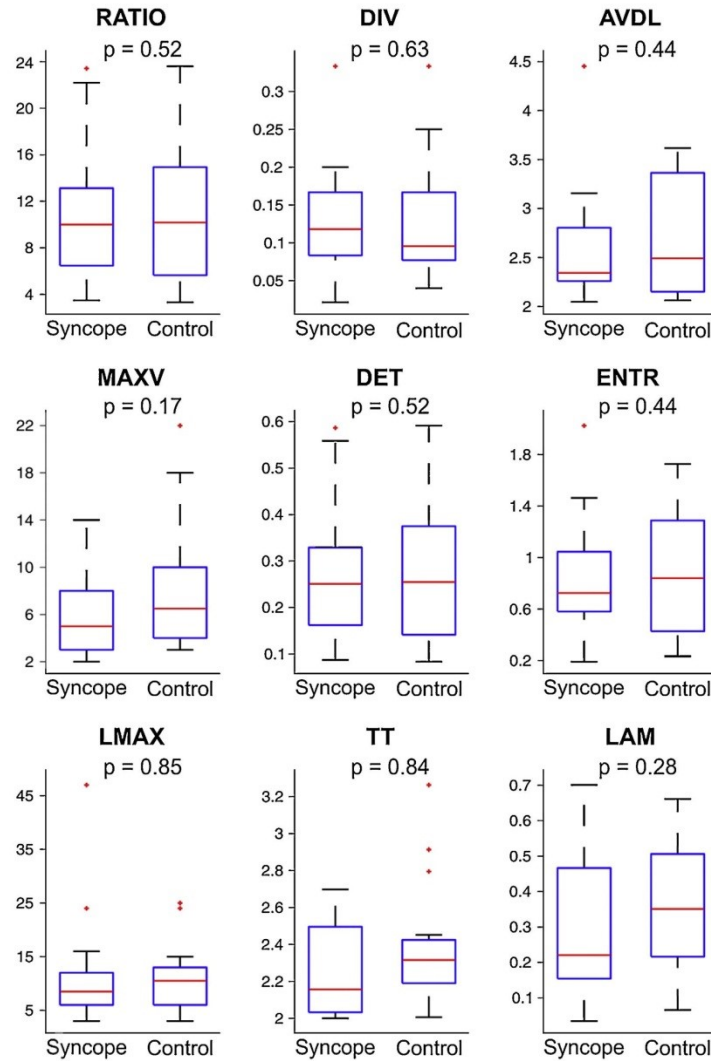 RATIO
p = 0.52
24
20
16
12
8
4
Syncope Control
DIV
p = 0.63
0.3
0.25
0.2
0.15
0.1
0.05
Syncope Control
AVDL
p = 0.44
4.5
4
3.5
3
2.5
2
Syncope Control
MAXV
p = 0.17
22
18
14
10
6
2
Syncope Control
DET
p = 0.52
0.6
0.5
0.4
0.3
0.2
0.1
Syncope Control
ENTR
p = 0.44
1.8
1.4
1
0.6
0.2
Syncope Control
LMAX
p = 0.85
45
35
25
15
5
Syncope Control
TT
p = 0.84
3.2
3
2.8
2.6
2.4
2.2
2
Syncope Control
LAM
p = 0.28
0.7
0.6
0.5
0.4
0.3
0.2
0.1
Syncope Control